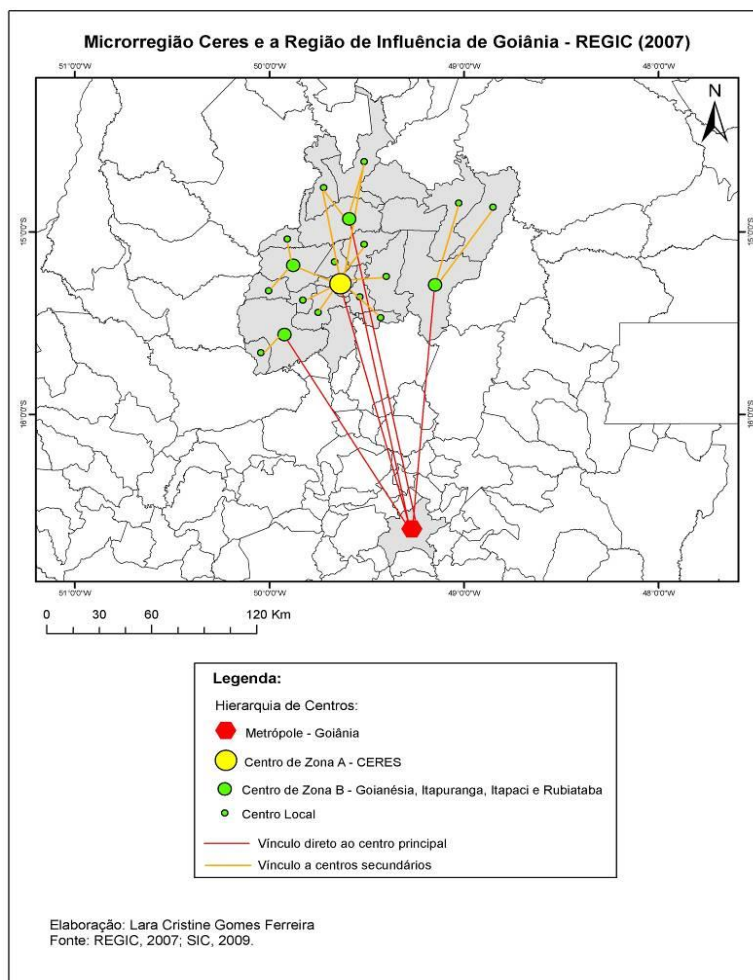 Microrregião Ceres e a Região de Influência de Goiânia - REGIC (2007)
51°0'0"W 50°0'0"W 49°0'0"W 48°0'0"W
N
15°0'0"S 15°0'0"S
16°0'0"S 16°0'0"S
51°0'0"W 50°0'0"W 49°0'0"W 48°0'0"W
0 30 60 120 Km
Legenda:
Hierarquia de Centros:
Metrópole - Goiânia
Centro de Zona A - CERES
Centro de Zona B - Goianésia, Itapuranga, Itapaci e Rubiataba
Centro Local
Vínculo direto ao centro principal
Vínculo a centros secundários
Elaboração: Lara Cristine Gomes Ferreira
Fonte: REGIC, 2007; SIC, 2009.